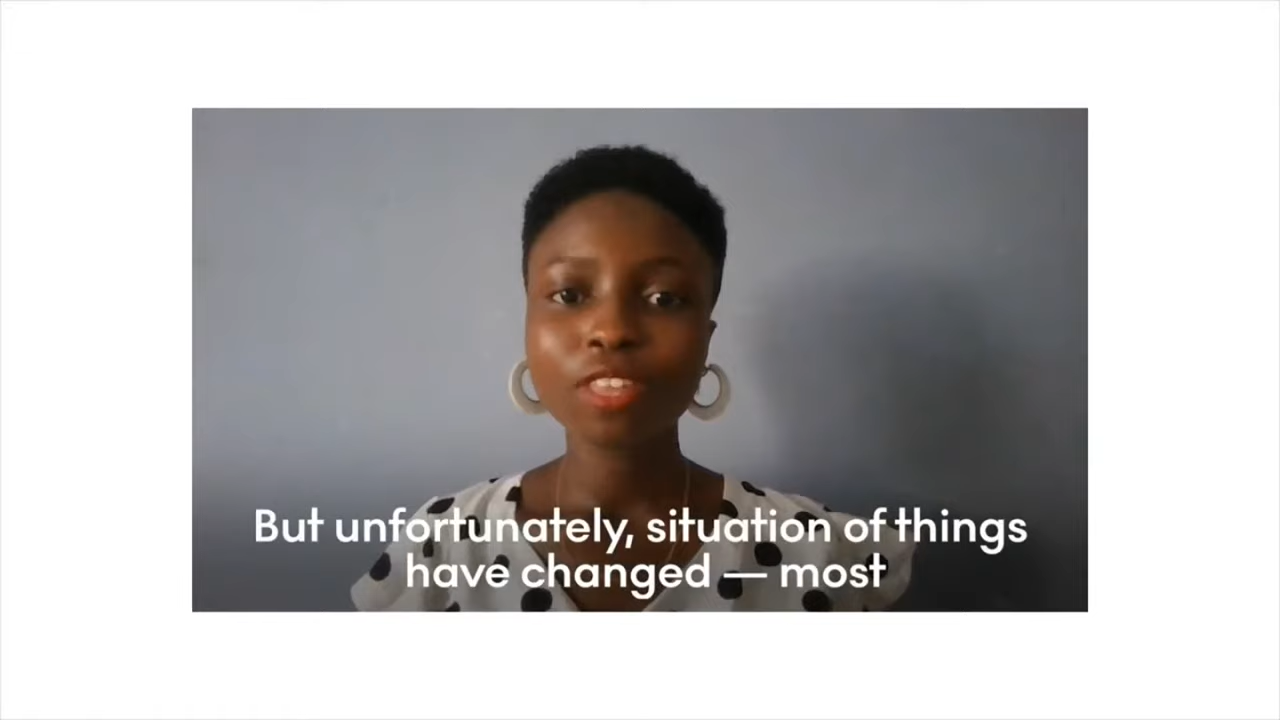 But unfortunately, situation of things
have changed — most